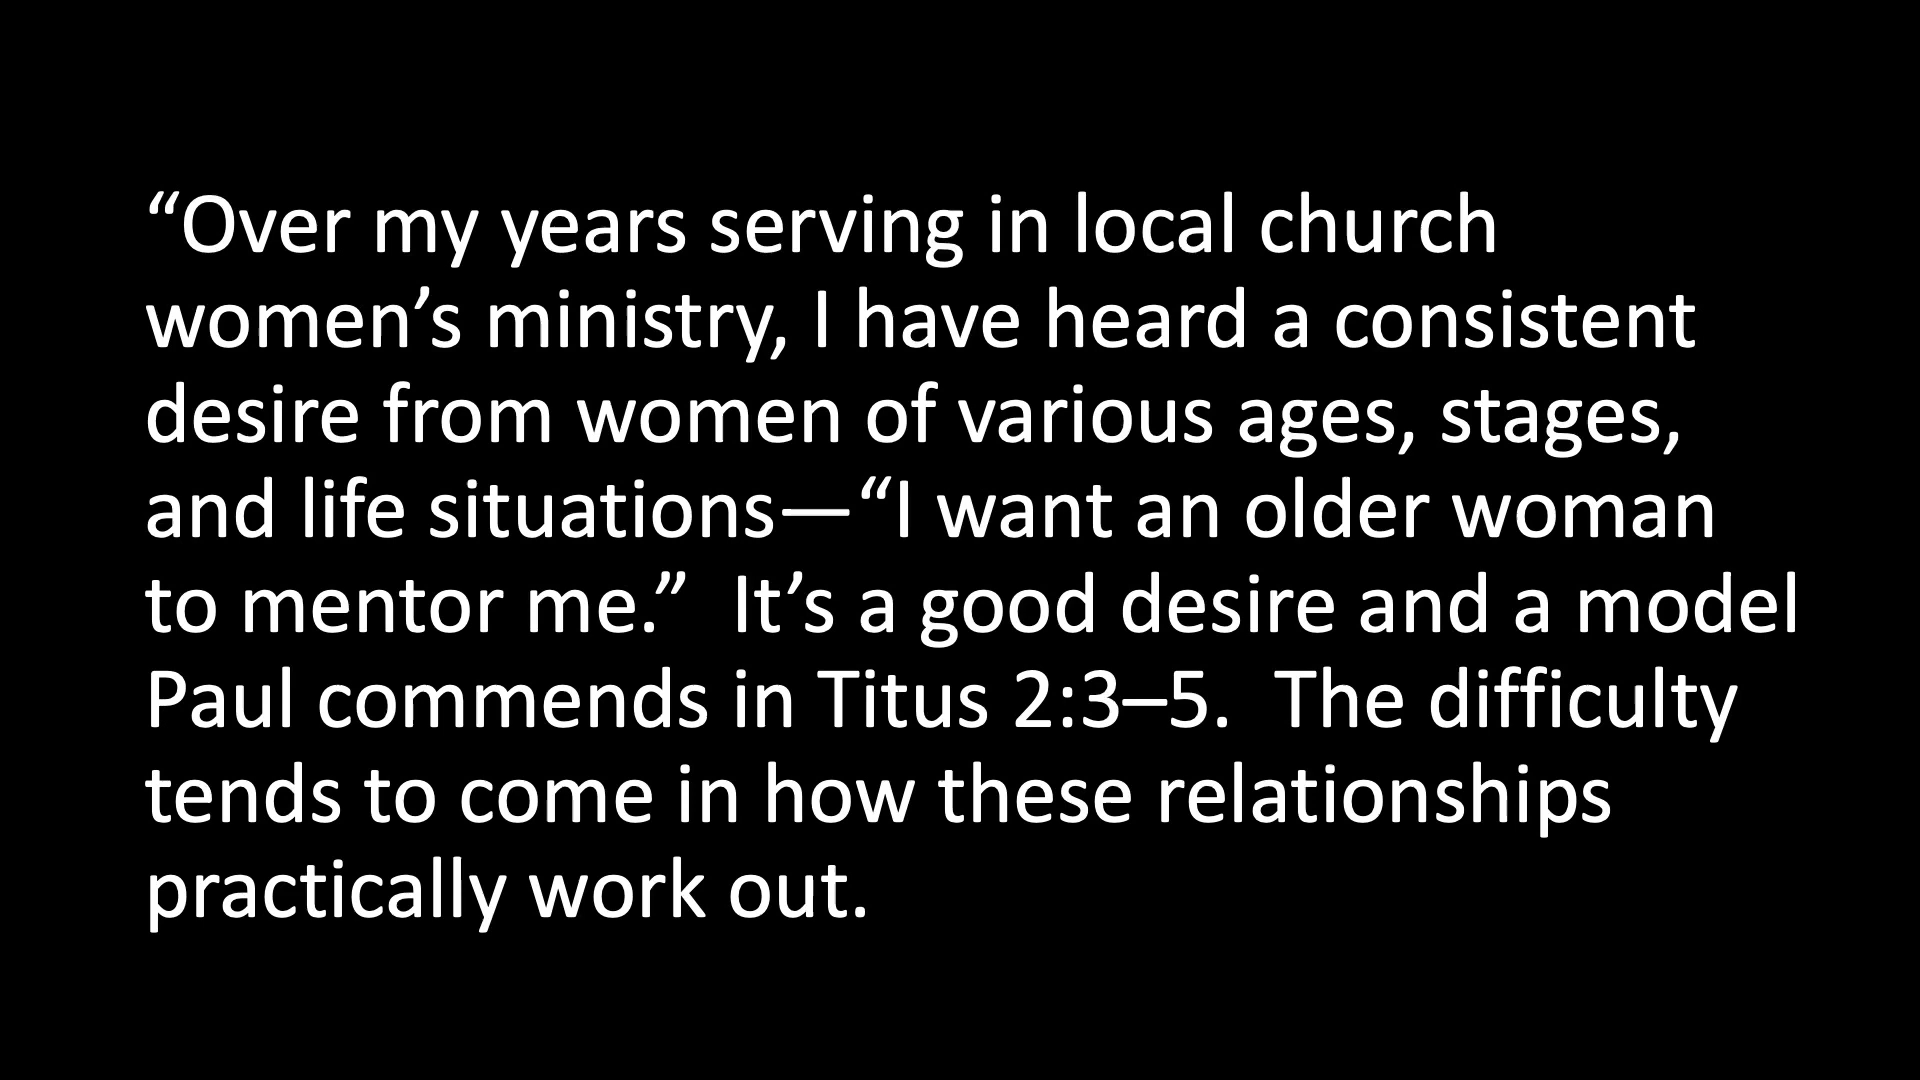 “Over my years serving in local church
women’s ministry, I have heard a consistent
desire from women of various ages, stages,
and life situations—“I want an older woman
to mentor me.”  It’s a good desire and a model
Paul commends in Titus 2:3–5.  The difficulty
tends to come in how these relationships
practically work out.